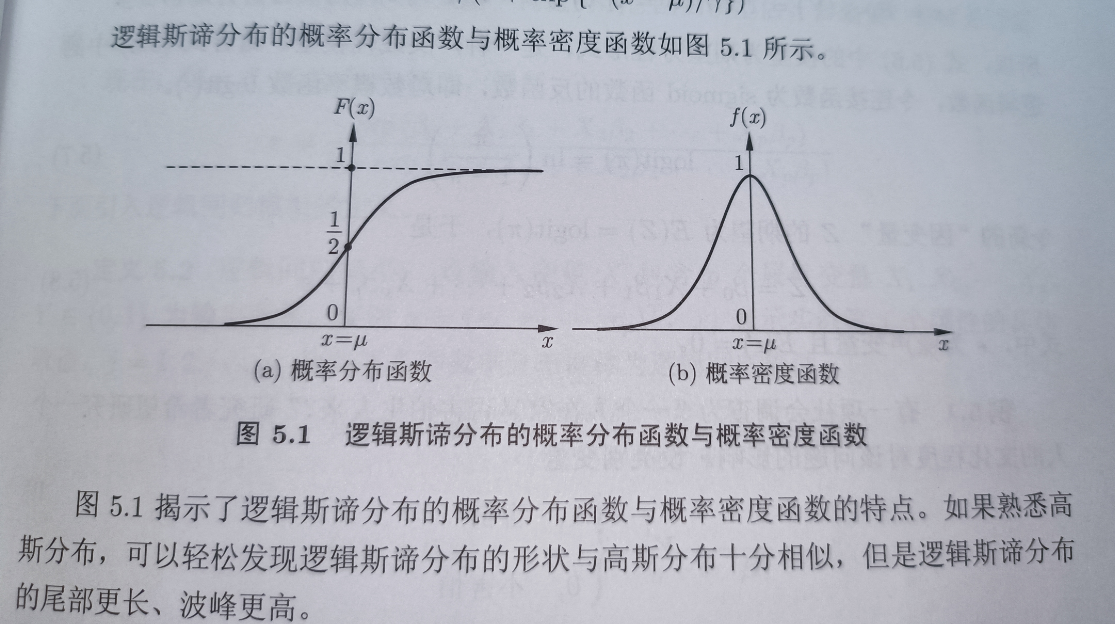 逻辑斯谛分布的概率分布函数与概率密度函数如图 5.1 所示。
F(x)
1
1
2
0
x=μ
x
(a) 概率分布函数
f(x)
1
0
x=μ
x
(b) 概率密度函数
图 5.1 逻辑斯谛分布的概率分布函数与概率密度函数
图 5.1 揭示了逻辑斯谛分布的概率分布函数与概率密度函数的特点。如果熟悉高
斯分布，可以轻松发现逻辑斯谛分布的形状与高斯分布十分相似，但是逻辑斯谛分布
的尾部更长、波峰更高。